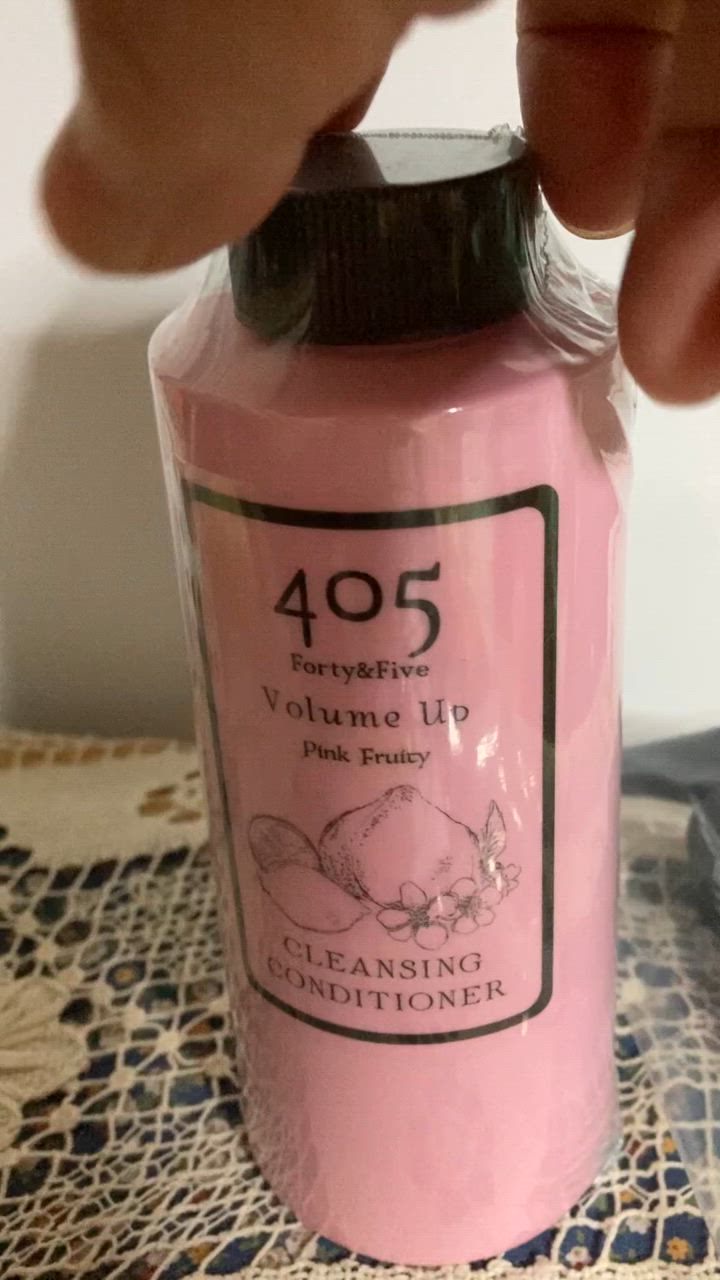 405
Forty&Five
Volume Up
Pink Fruity
CLEANSING
CONDITIONER